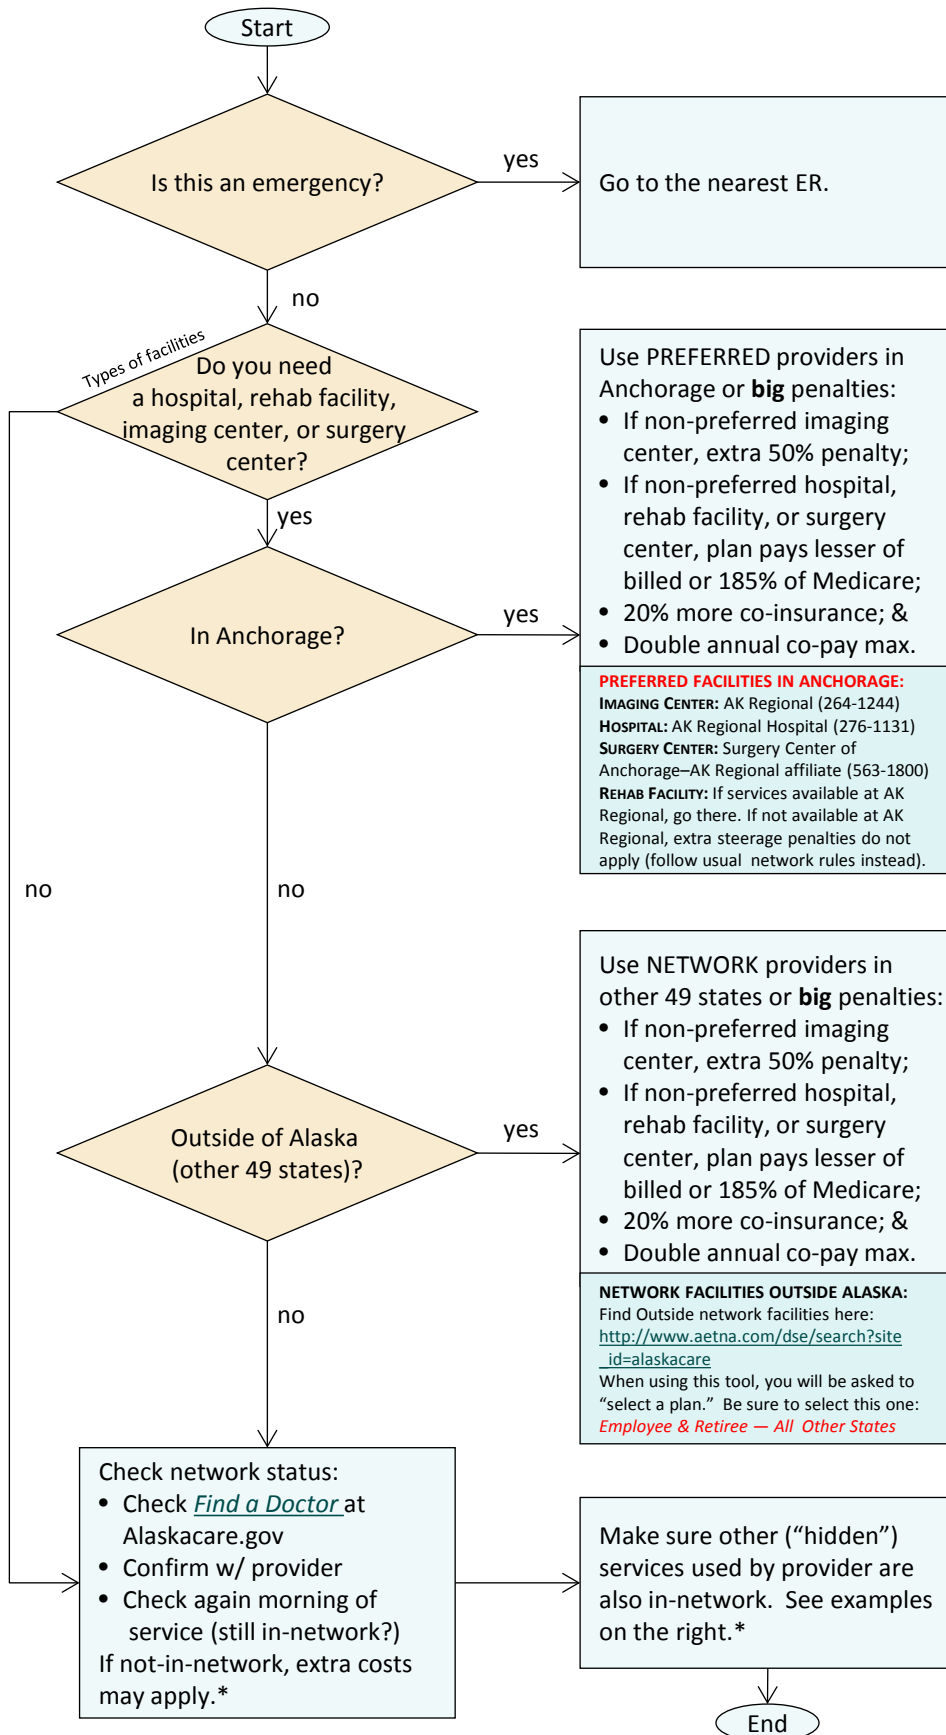 Start
Is this an emergency?
yes
Go to the nearest ER.
no
Types of facilities
Do you need
a hospital, rehab facility,
imaging center, or surgery
center?
yes
In Anchorage?
yes
Use PREFERRED providers in
Anchorage or big penalties:
• If non-preferred imaging
center, extra 50% penalty;
• If non-preferred hospital,
rehab facility, or surgery
center, plan pays lesser of
billed or 185% of Medicare;
• 20% more co-insurance; &
• Double annual co-pay max.
PREFERRED FACILITIES IN ANCHORAGE:
IMAGING CENTER: AK Regional (264-1244)
HOSPITAL: AK Regional Hospital (276-1131)
SURGERY CENTER: Surgery Center of
Anchorage–AK Regional affiliate (563-1800)
REHAB FACILITY: If services available at AK
Regional, go there. If not available at AK
Regional, extra steerage penalties do not
apply (follow usual network rules instead).
no
no
Outside of Alaska
(other 49 states)?
yes
Use NETWORK providers in
other 49 states or big penalties:
• If non-preferred imaging
center, extra 50% penalty;
• If non-preferred hospital,
rehab facility, or surgery
center, plan pays lesser of
billed or 185% of Medicare;
• 20% more co-insurance; &
• Double annual co-pay max.
NETWORK FACILITIES OUTSIDE ALASKA:
Find Outside network facilities here:
http://www.aetna.com/dse/search?site
_id=alaskacare
When using this tool, you will be asked to
“select a plan.” Be sure to select this one:
Employee & Retiree — All Other States
no
Check network status:
• Check Find a Doctor at
Alaskacare.gov
• Confirm w/ provider
• Check again morning of
service (still in-network?)
If not-in-network, extra costs
may apply.*
Make sure other (“hidden”)
services used by provider are
also in-network. See examples
on the right.*
End